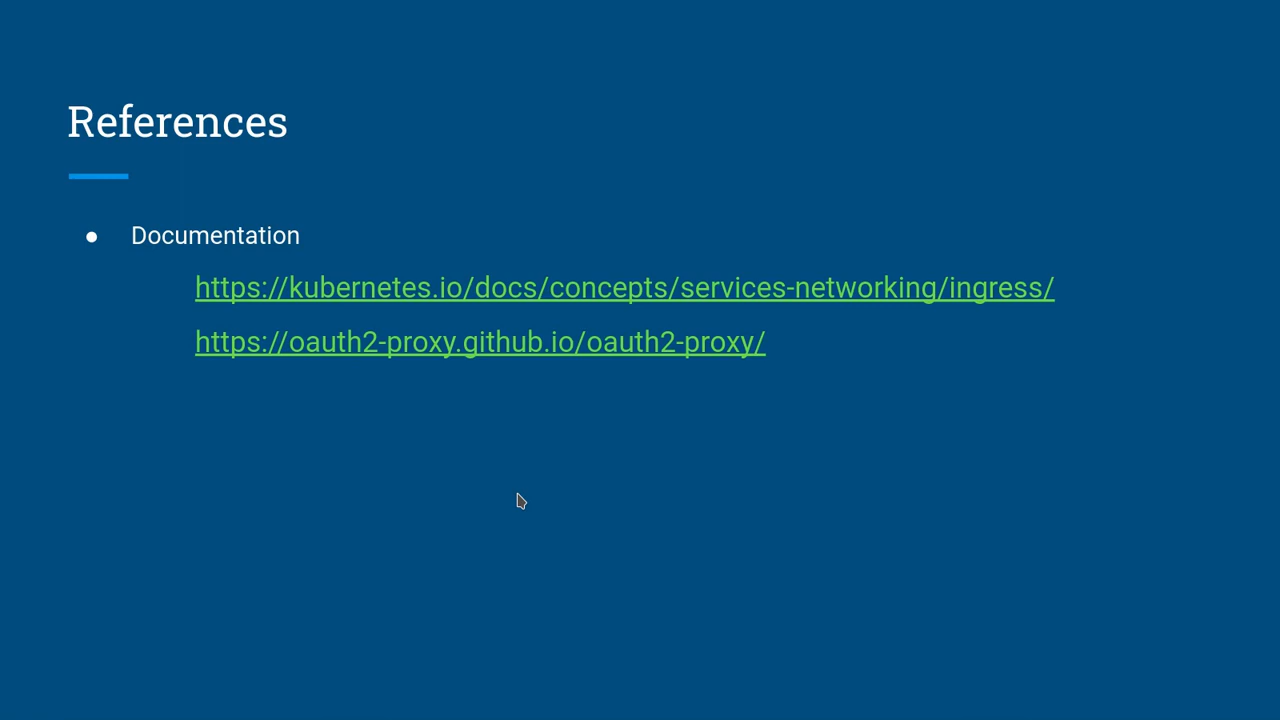 References
● Documentation
https://kubernetes.io/docs/concepts/services-networking/ingress/
https://oauth2-proxy.github.io/oauth2-proxy/